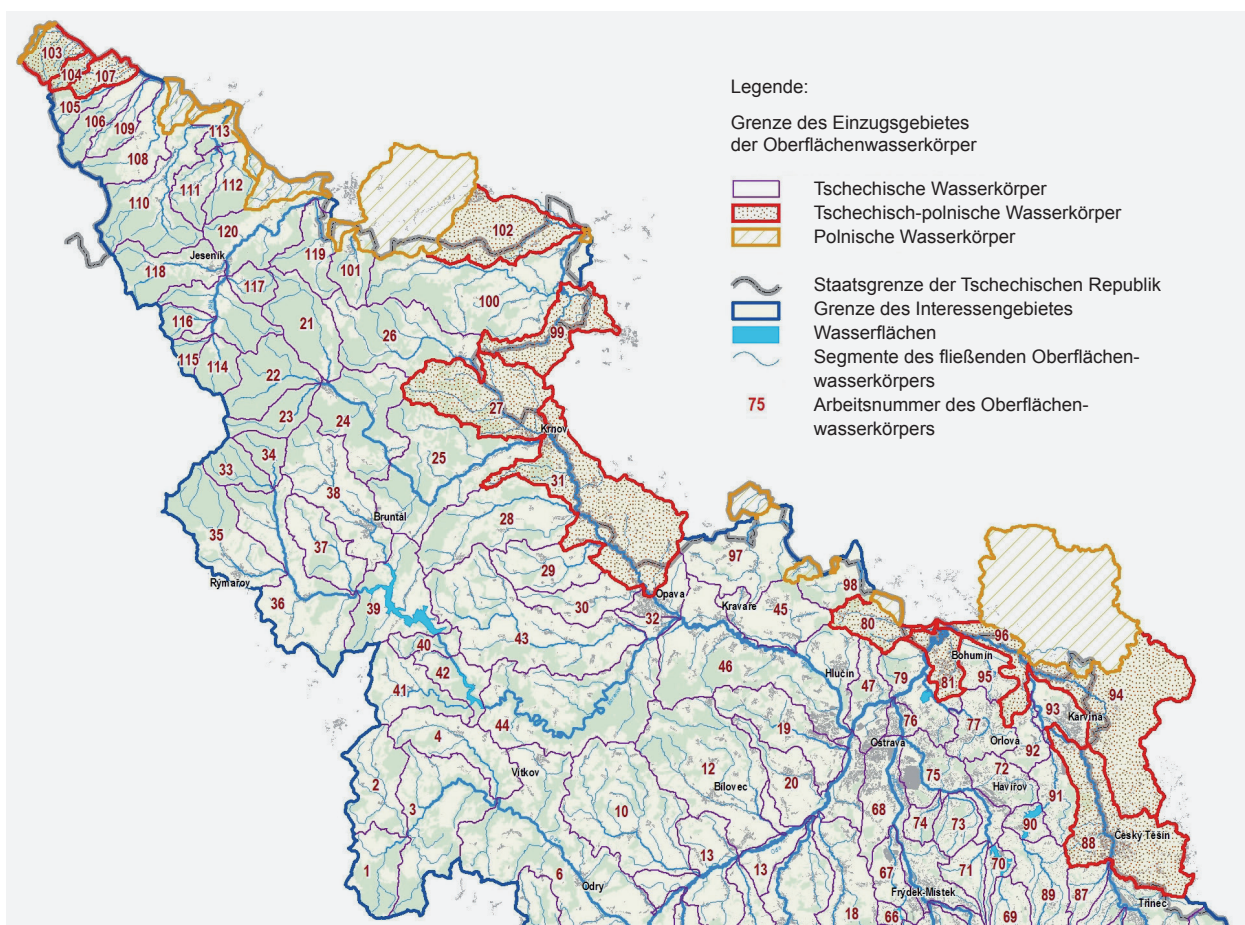 Legende:
Grenze des Einzugsgebietes
der Oberflächenwasserkörper
Tschechische Wasserkörper
Tschechisch-polnische Wasserkörper
Polnische Wasserkörper
Staatsgrenze der Tschechischen Republik
Grenze des Interessengebietes
Wasserflächen
Segmente des fließenden Oberflächen-
wasserkörpers
75 Arbeitsnummer des Oberflächen-
wasserkörpers
103
104
107
105
106
109
113
108
111
112
110
120
102
Jeseník
119
101
118
117
100
116
21
26
99
115
114
22
27
23
24
Krnov
34
25
33
31
38
28
Bruntál
35
37
97
29
Rýmařov
98
36
39
30
Opava
Kravaře
45
32
80
96
40
43
Bohumín
46
42
Hlučín
47
79
81
95
94
41
93
Karviná
44
19
76
77
4
Ostrava
Orlová
92
Vítkov
12
72
2
75
Bílovec
20
Havířov
91
3
10
68
74
73
90
Český Těšín
88
13
13
70
1
6
67
71
Odry
Frýdek-Místek
89
87
Třinec
18
66
69